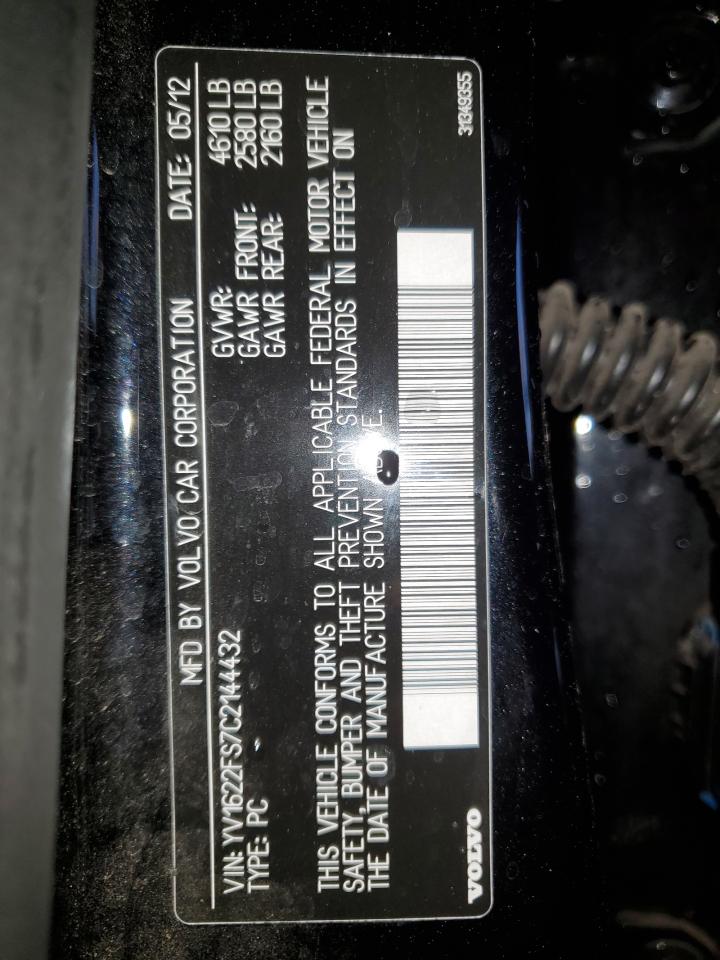 MFD BY VOLVO CAR CORPORATION DATE: 05/12
VIN: YV1622FS7C2144432 GVWR: 4610 LB
TYPE: PC GAWR FRONT: 2580 LB
GAWR REAR: 2160 LB
THIS VEHICLE CONFORMS TO ALL APPLICABLE FEDERAL MOTOR VEHICLE
SAFETY, BUMPER AND THEFT PREVENTION STANDARDS IN EFFECT ON
THE DATE OF MANUFACTURE SHOWN
VOLVO 31349355